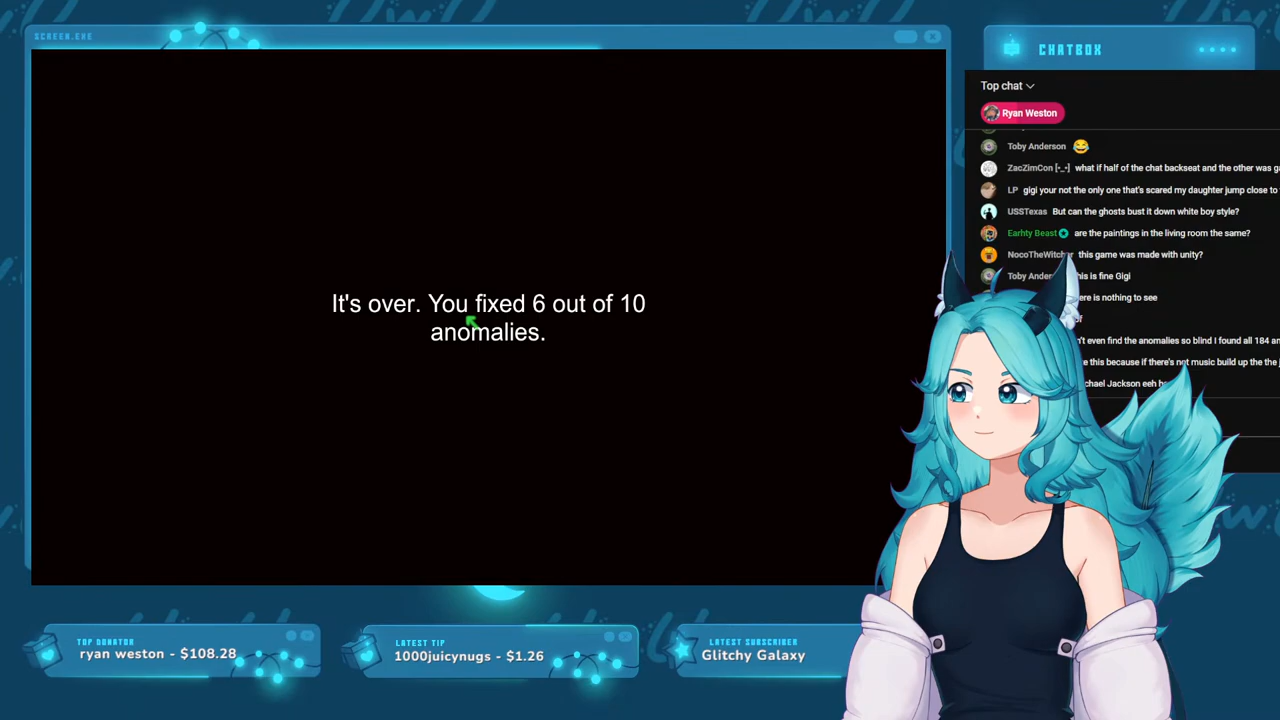 SCREEN.EXE
CHATBOX
Top chat
Ryan Weston
Toby Anderson 😂
ZacZimCon [•_•] what if half of the chat backseat and the other was
LP gigi your not the only one that's scared my daughter jump close to
USSTexas But can the ghosts bust it down white boy style?
Earhty Beast are the paintings in the living room the same?
NocoTheWitcher this game was made with unity?
Toby is is fine Gigi
ere is nothing to see
't even find the anomalies so blind I found all 184
e this because if there's not music build up the the
chael Jackson eeh
It's over. You fixed 6 out of 10
anomalies.
TOP DONATOR
ryan weston - $108.28
LATEST TIP
1000juicynugs - $1.26
LATEST SUBSCRIBER
Glitchy Galaxy